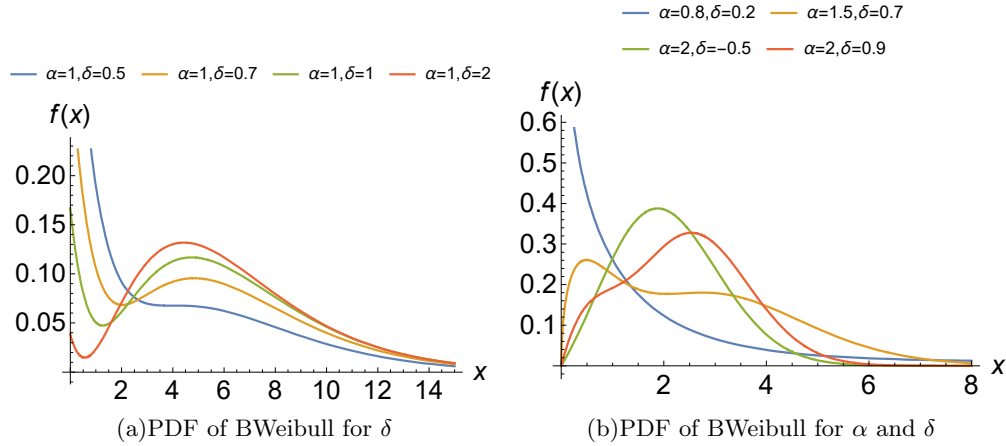 α=1,δ=0.5 α=1,δ=0.7 α=1,δ=1 α=1,δ=2
f(x)
0.20
0.15
0.10
0.05
2 4 6 8 10 12 14 x
(a)PDF of BWeibull for δ
α=0.8,δ=0.2 α=1.5,δ=0.7
α=2,δ=-0.5 α=2,δ=0.9
f(x)
0.6
0.5
0.4
0.3
0.2
0.1
2 4 6 8 x
(b)PDF of BWeibull for α and δ